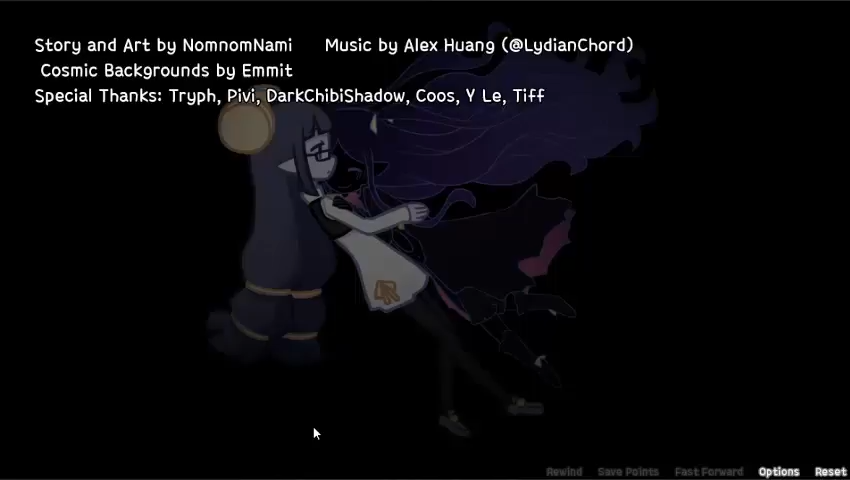 Story and Art by NomnomNami Music by Alex Huang (@LydianChord)
Cosmic Backgrounds by Emmit
Special Thanks: Tryph, Pivi, DarkChibiShadow, Coos, Y Le, Tiff
Rewind Save Points Fast Forward Options Reset